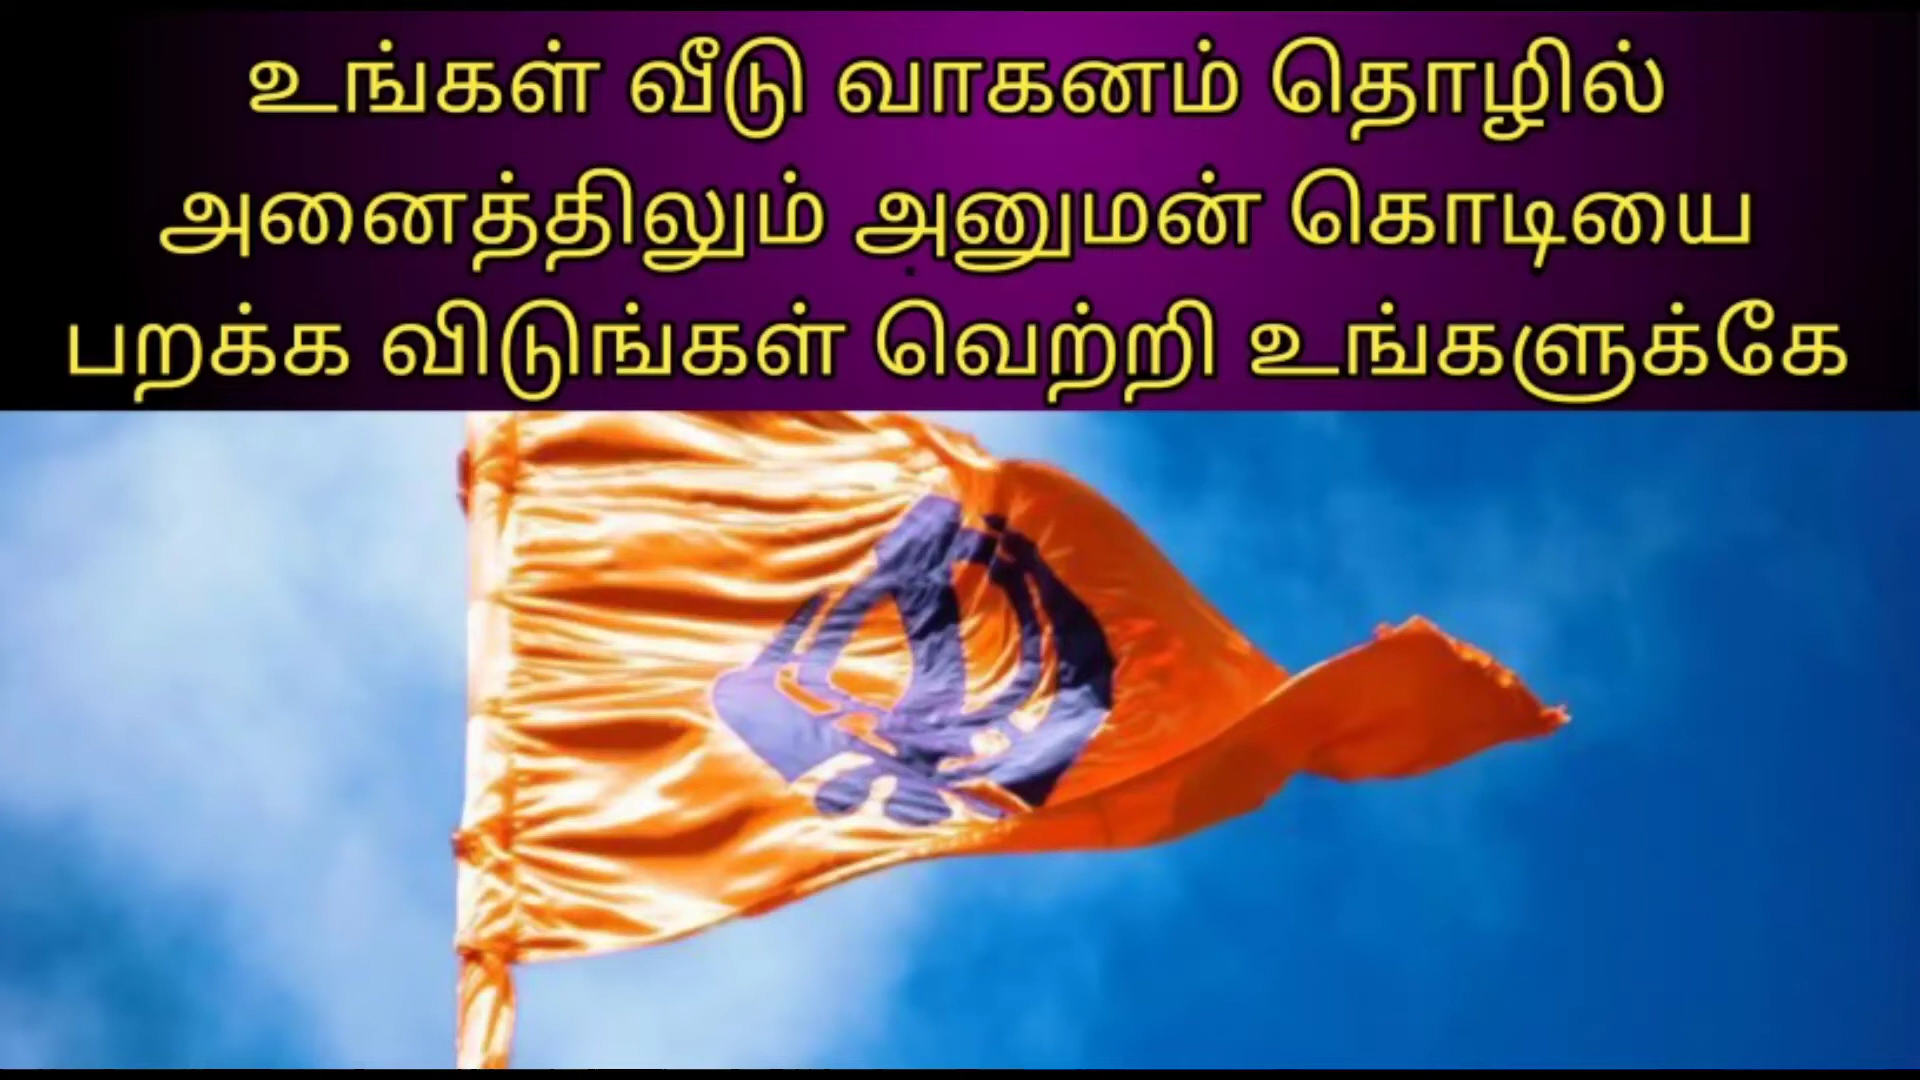 உங்கள் வீடு வாகனம் தொழில்
அனைத்திலும் அனுமன் கொடியை
பறக்க விடுங்கள் வெற்றி உங்களுக்கே